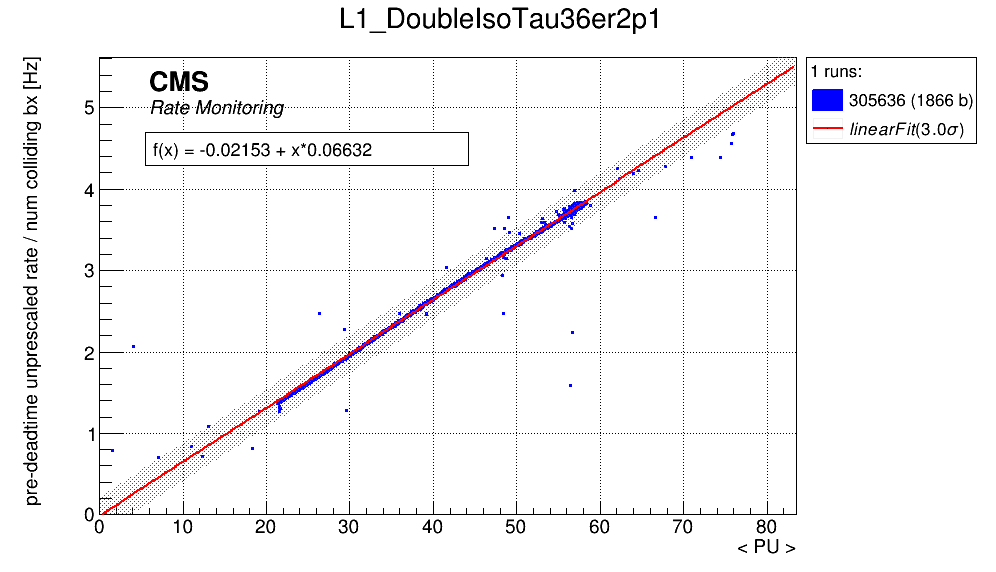 L1_DoubleIsoTau36er2p1
pre-deadtime unprescaled rate / num colliding bx [Hz]
CMS
Rate Monitoring
f(x) = -0.02153 + x*0.06632
1 runs:
305636 (1866 b)
linearFit(3.0σ)
5
4
3
2
1
0
0 10 20 30 40 50 60 70 80
< PU >